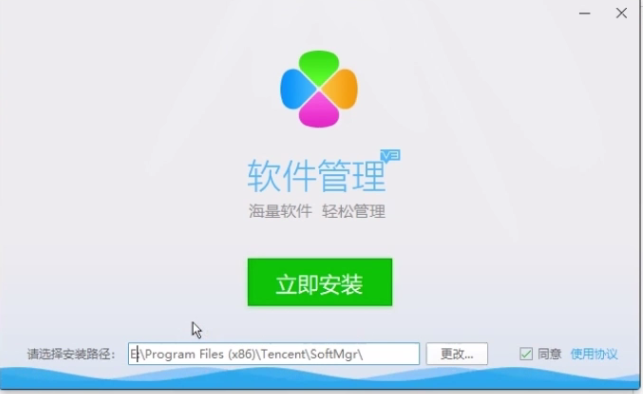 软件管理 V3
海量软件 轻松管理
立即安装
请选择安装路径： E\Program Files (x86)\Tencent\SoftMgr\ 更改... 同意 使用协议